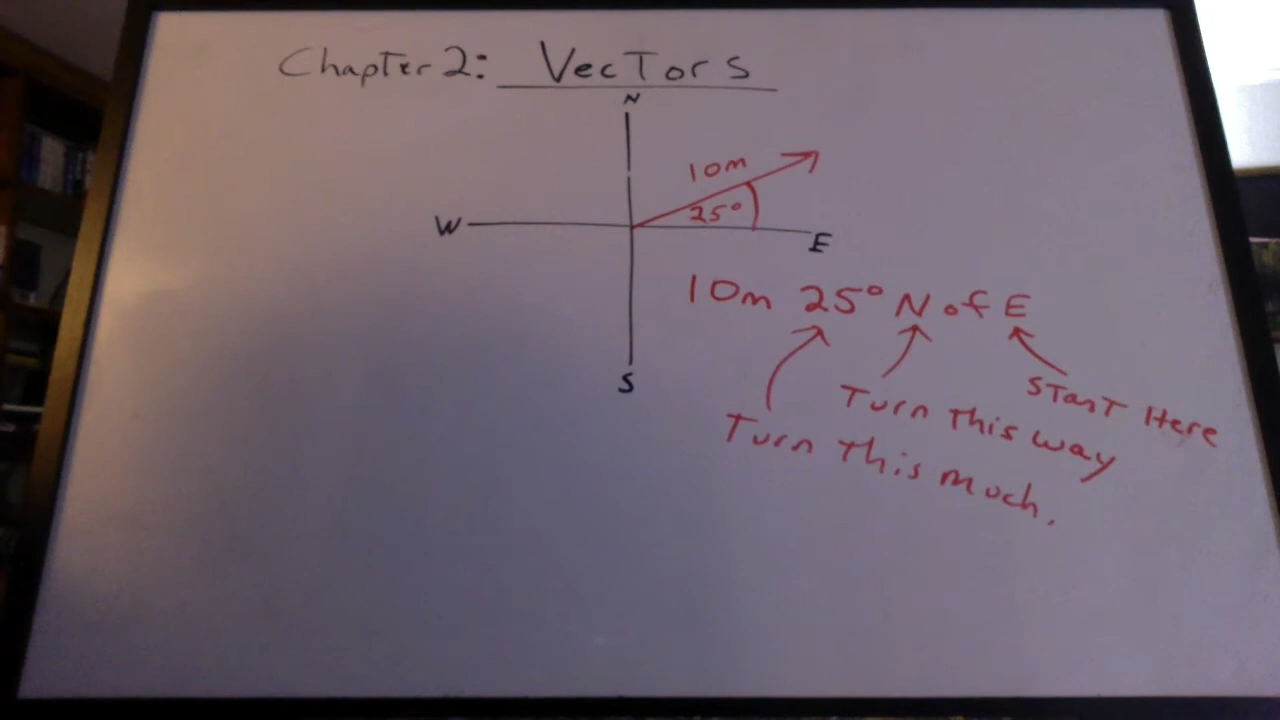 Chapter 2: Vectors
N
10m
25°
W
E
10m 25° N of E
S
Start Here
Turn this way
Turn this much.